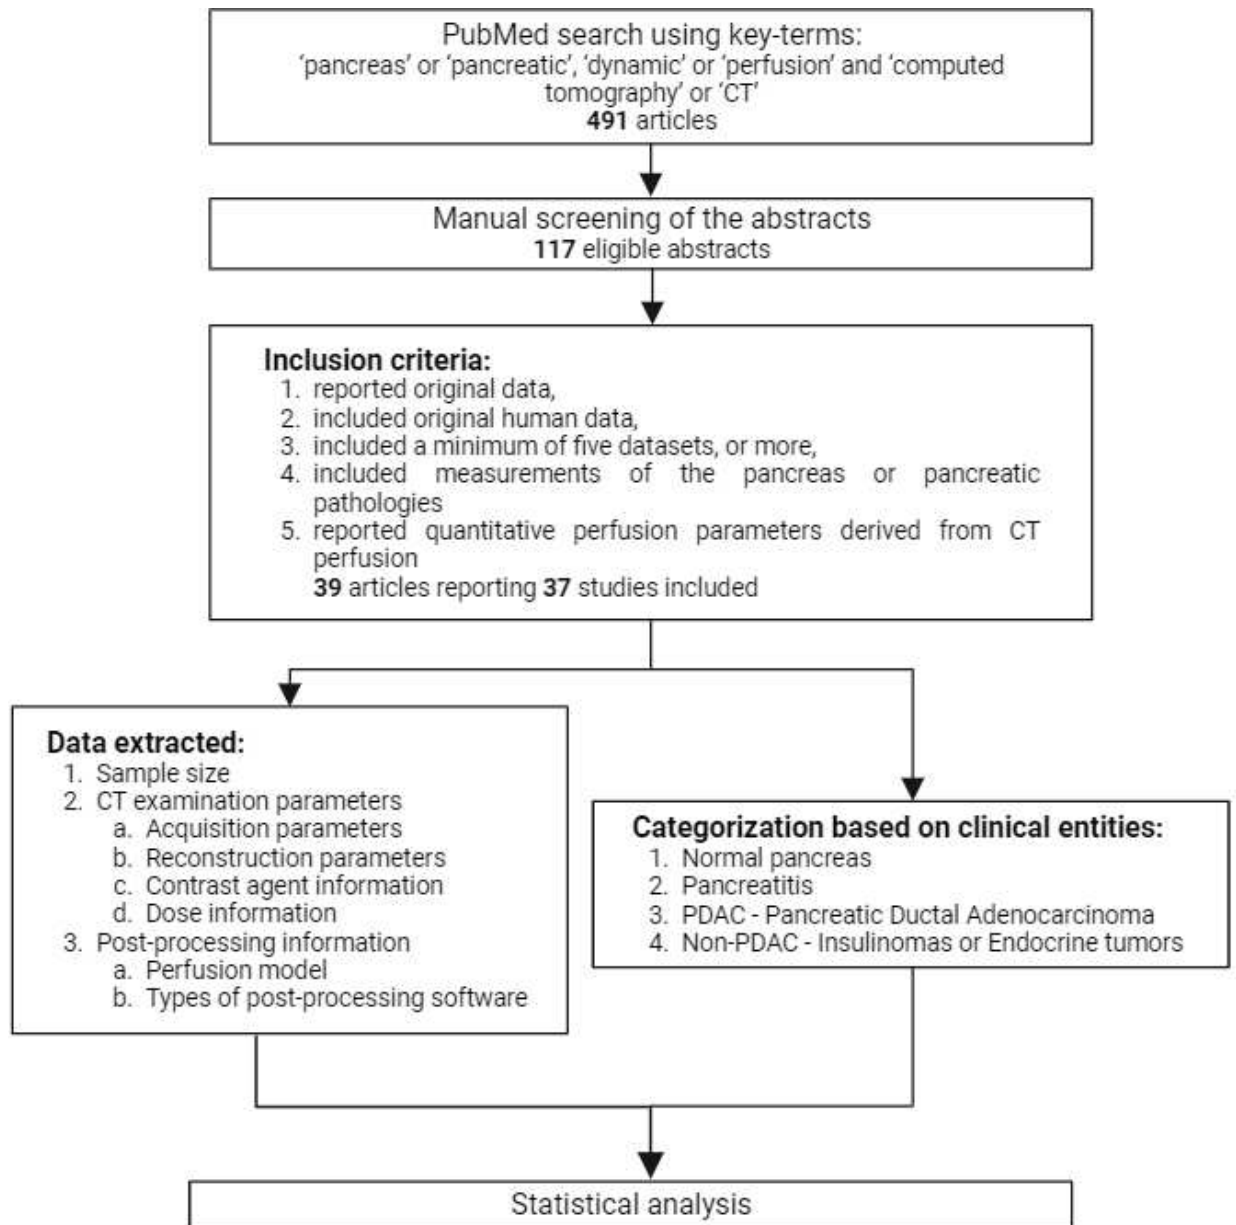 PubMed search using key-terms:
‘pancreas’ or ‘pancreatic’, ‘dynamic’ or ‘perfusion’ and ‘computed
tomography’ or ‘CT’
491 articles
Manual screening of the abstracts
117 eligible abstracts
Inclusion criteria:
1. reported original data,
2. included original human data,
3. included a minimum of five datasets, or more,
4. included measurements of the pancreas or pancreatic
pathologies
5. reported quantitative perfusion parameters derived from CT
perfusion
39 articles reporting 37 studies included
Data extracted:
1. Sample size
2. CT examination parameters
a. Acquisition parameters
b. Reconstruction parameters
c. Contrast agent information
d. Dose information
3. Post-processing information
a. Perfusion model
b. Types of post-processing software
Categorization based on clinical entities:
1. Normal pancreas
2. Pancreatitis
3. PDAC - Pancreatic Ductal Adenocarcinoma
4. Non-PDAC - Insulinomas or Endocrine tumors
Statistical analysis